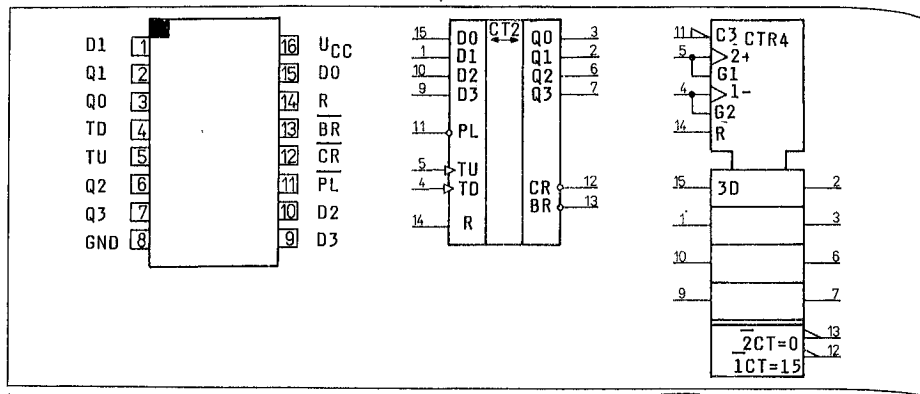 D1 1 16 UCC
Q1 2 15 D0
Q0 3 14 R
TD 4 13 BR
TU 5 12 CR
Q2 6 11 PL
Q3 7 10 D2
GND 8 9 D3
15 D0 CT2 Q0 3
1 D1 Q1 2
10 D2 Q2 6
9 D3 Q3 7
11 PL
5 TU
4 TD CR 12
BR 13
14 R
11 C3 CTR4
5 2+
G1
4 1-
G2
14 R
15 3D 2
1 3
10 6
9 7
2CT=0 13
1CT=15 12